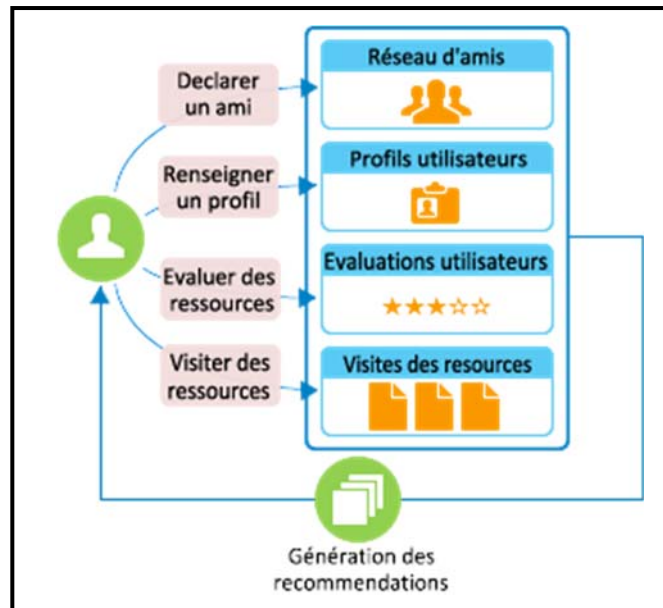 Declarer
un ami
Réseau d'amis
Renseigner
un profil
Profils utilisateurs
Evaluer des
ressources
Evaluations utilisateurs
Visiter des
ressources
Visites des resources
Génération des
recommendations